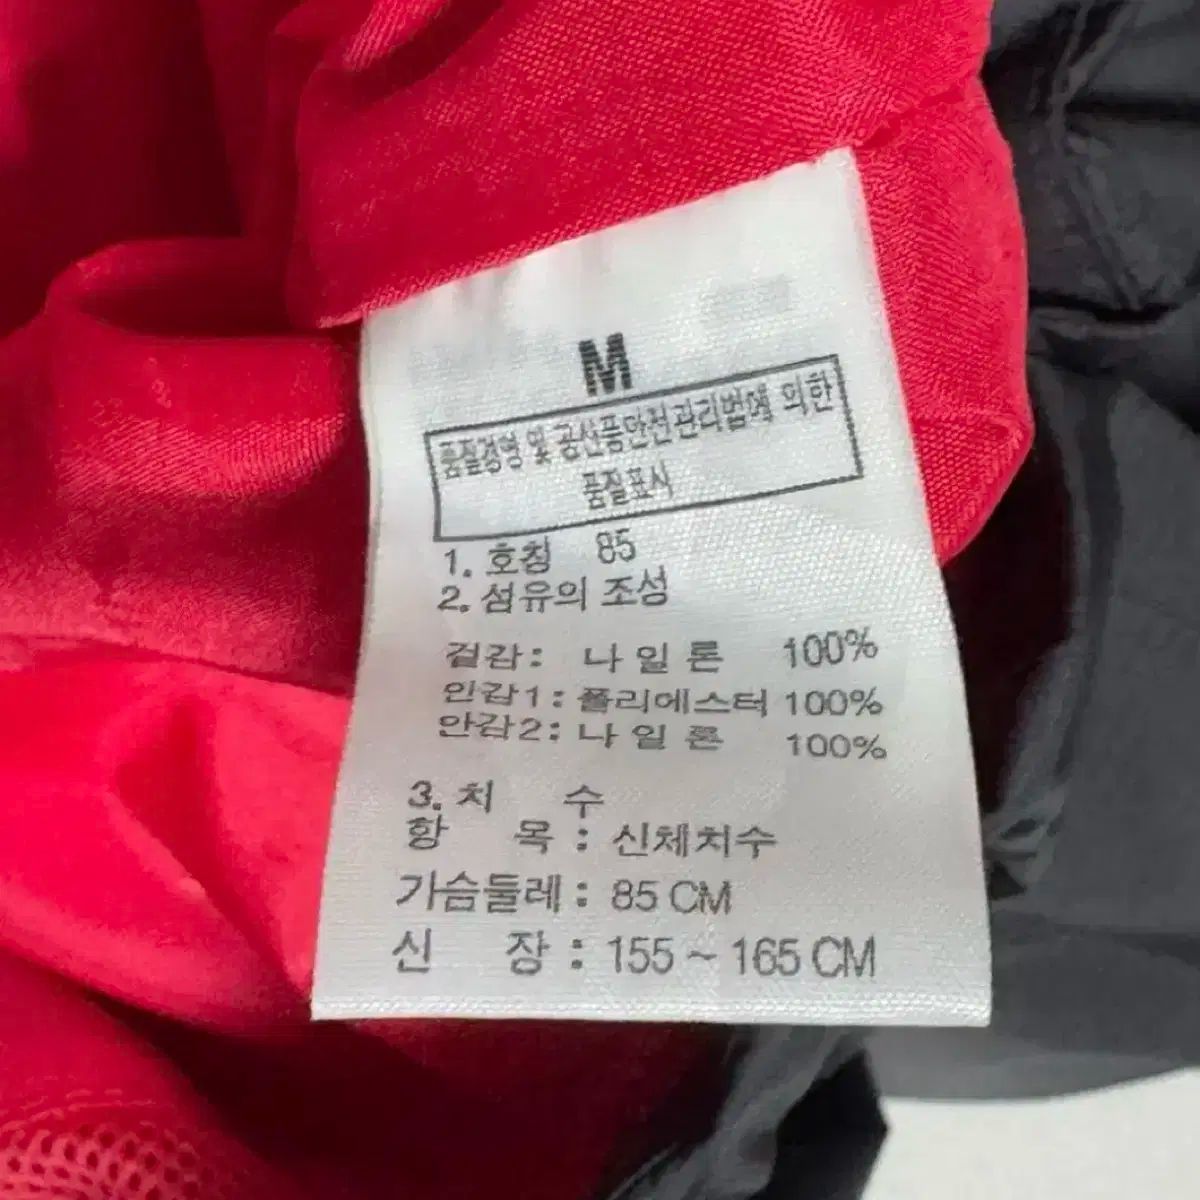 M
품질경영 및 공산품안전관리법에 의한
품질표시
1. 호칭 85
2. 섬유의 조성
겉감: 나 일 론 100%
안감1: 폴리에스터 100%
안감2: 나 일 론 100%
3. 치 수
항 목 : 신체치수
가슴둘레 : 85 CM
신 장 : 155 ~ 165 CM